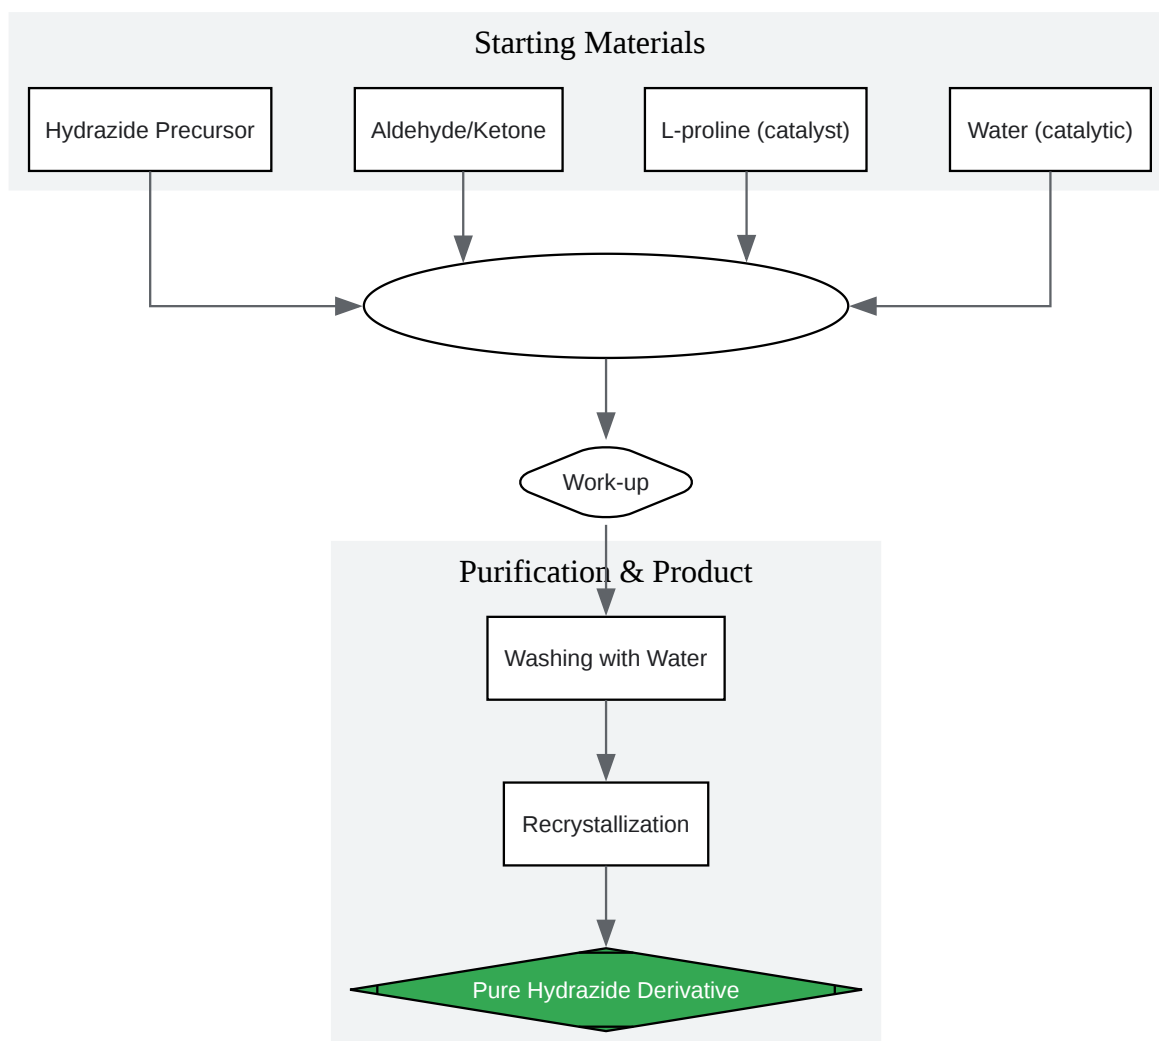 Starting Materials
Hydrazide Precursor
Aldehyde/Ketone
L-proline (catalyst)
Water (catalytic)
Work-up
Purification & Product
Washing with Water
Recrystallization
Pure Hydrazide Derivative